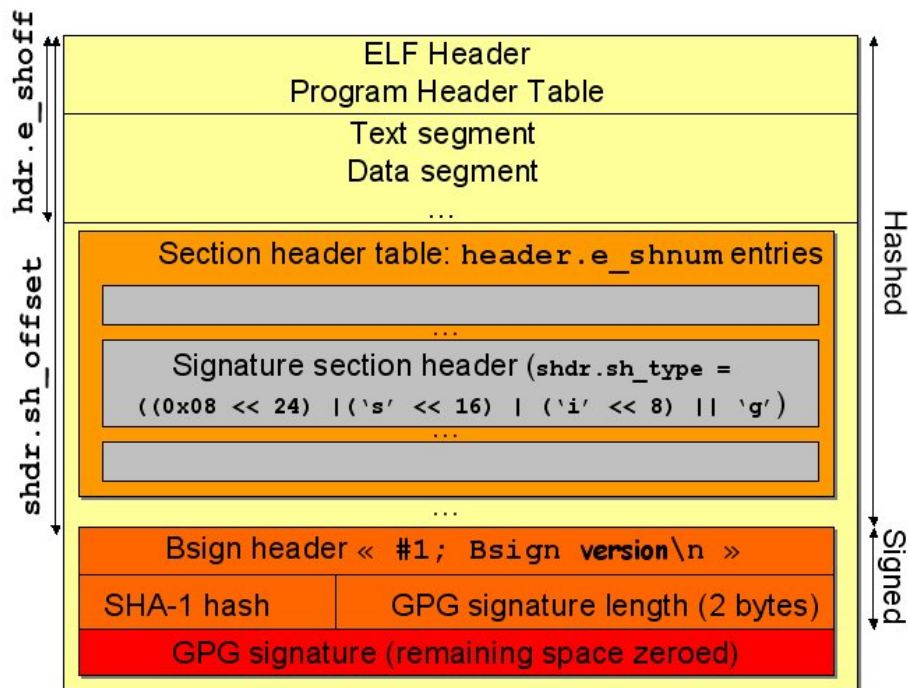 hdr.e_shoff
shdr.sh_offset
ELF Header
Program Header Table
Text segment
Data segment
...
Section header table: header.e_shnum entries
...
Signature section header (shdr.sh_type =
((0x08 << 24) |(‘s’ << 16) | (‘i’ << 8) || ‘g’)
...
...
Bsign header « #1; Bsign version\n »
SHA-1 hash
GPG signature length (2 bytes)
GPG signature (remaining space zeroed)
Hashed
Signed